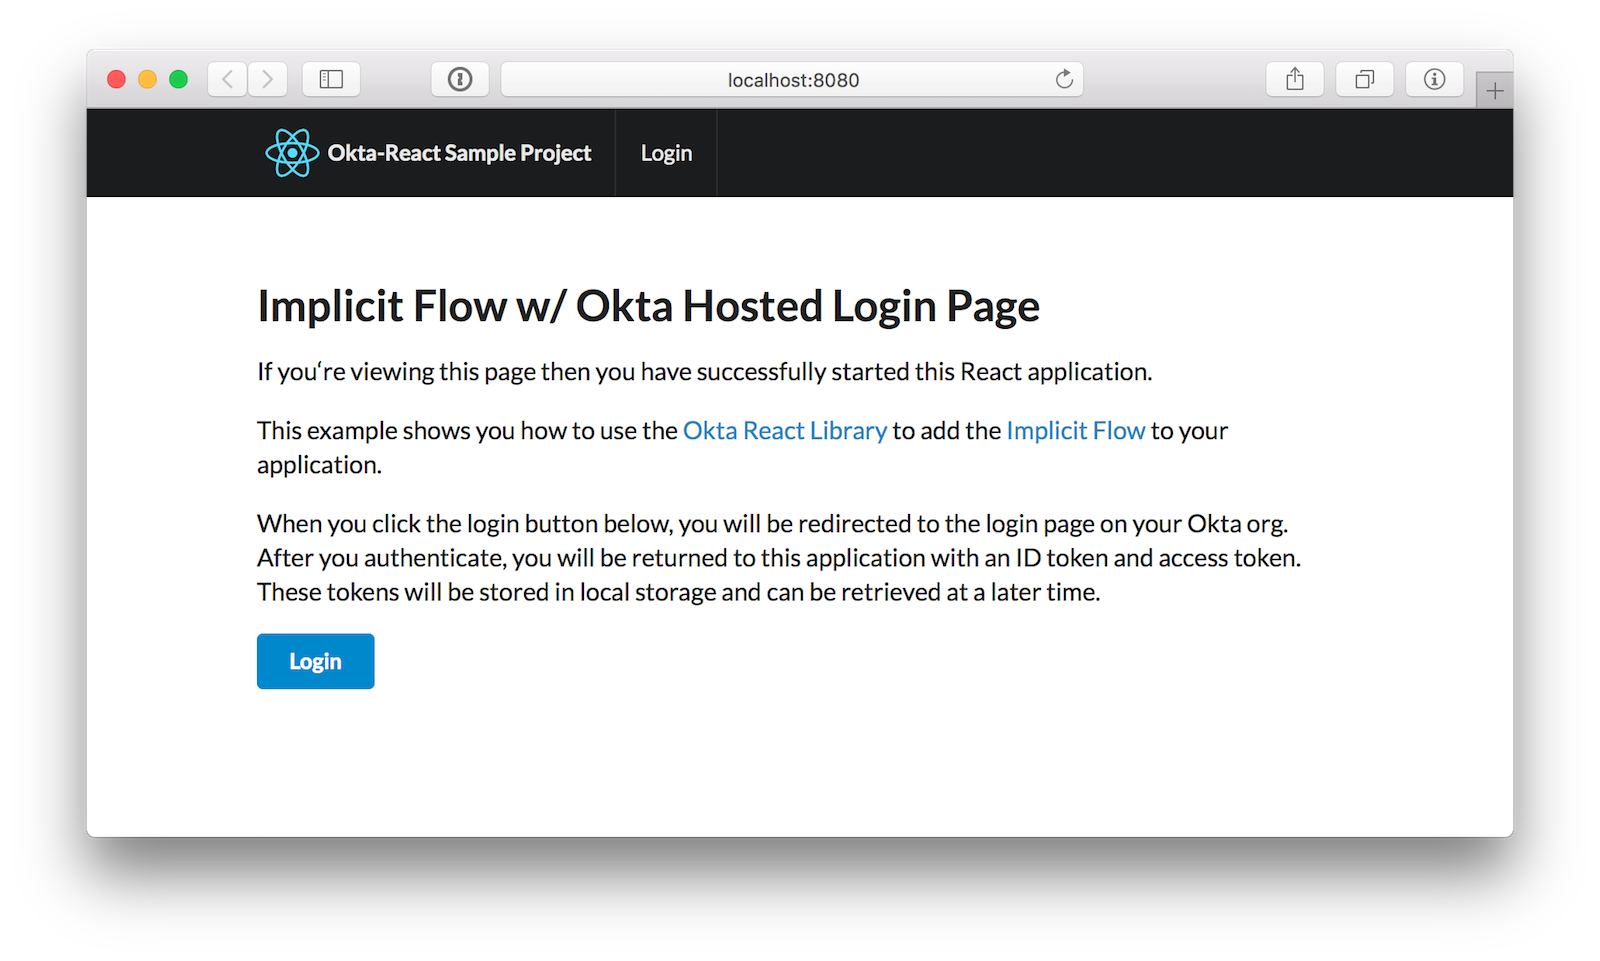 localhost:8080
Okta-React Sample Project
Login
Implicit Flow w/ Okta Hosted Login Page
If you‘re viewing this page then you have successfully started this React application.
This example shows you how to use the Okta React Library to add the Implicit Flow to your
application.
When you click the login button below, you will be redirected to the login page on your Okta org.
After you authenticate, you will be returned to this application with an ID token and access token.
These tokens will be stored in local storage and can be retrieved at a later time.
Login